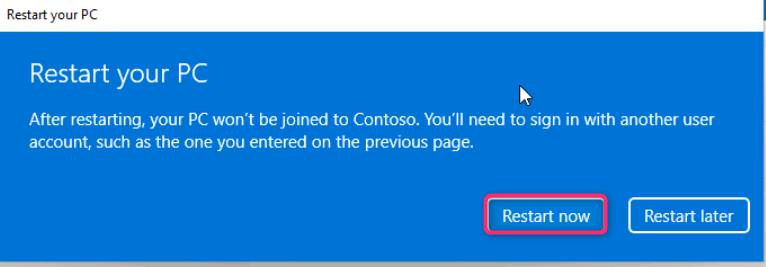 Restart your PC
Restart your PC
After restarting, your PC won't be joined to Contoso. You'll need to sign in with another user
account, such as the one you entered on the previous page.
Restart now
Restart later